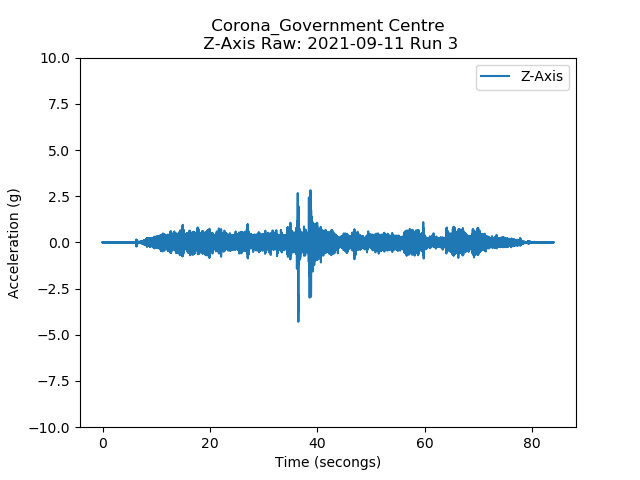 Corona_Government Centre
Z-Axis Raw: 2021-09-11 Run 3
Z-Axis
10.0
7.5
5.0
2.5
0.0
−2.5
−5.0
−7.5
−10.0
Acceleration (g)
0
20
40
60
80
Time (secongs)